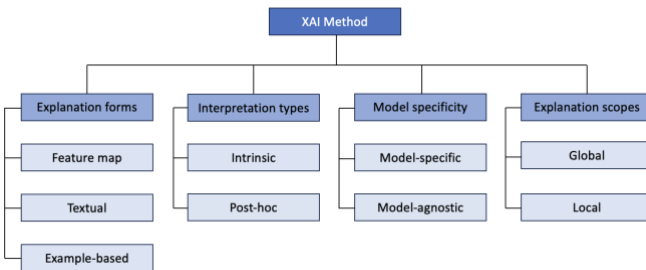 XAI Method
Explanation forms
Interpretation types
Model specificity
Explanation scopes
Feature map
Intrinsic
Model-specific
Global
Textual
Post-hoc
Model-agnostic
Local
Example-based